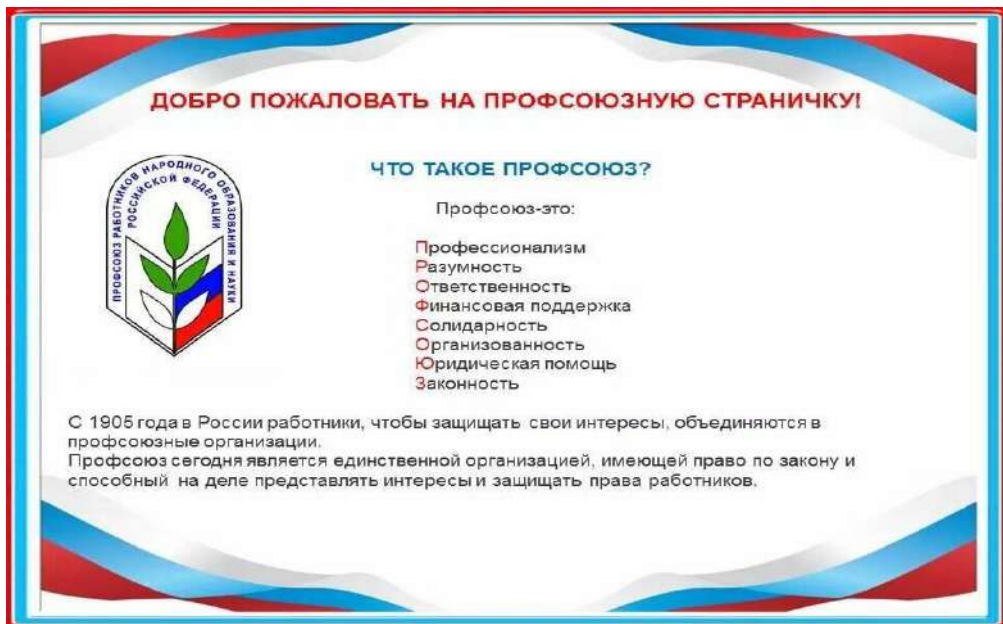 ДОБРО ПОЖАЛОВАТЬ НА ПРОФСОЮЗНУЮ СТРАНИЧКУ!
ПРОФСОЮЗ РАБОТНИКОВ НАРОДНОГО ОБРАЗОВАНИЯ И НАУКИ
РОССИЙСКОЙ ФЕДЕРАЦИИ
ЧТО ТАКОЕ ПРОФСОЮЗ?
Профсоюз-это:
Профессионализм
Разумность
Ответственность
Финансовая поддержка
Солидарность
Организованность
Юридическая помощь
Законность
С 1905 года в России работники, чтобы защищать свои интересы, объединяются в
профсоюзные организации.
Профсоюз сегодня является единственной организацией, имеющей право по закону и
способный на деле представлять интересы и защищать права работников.